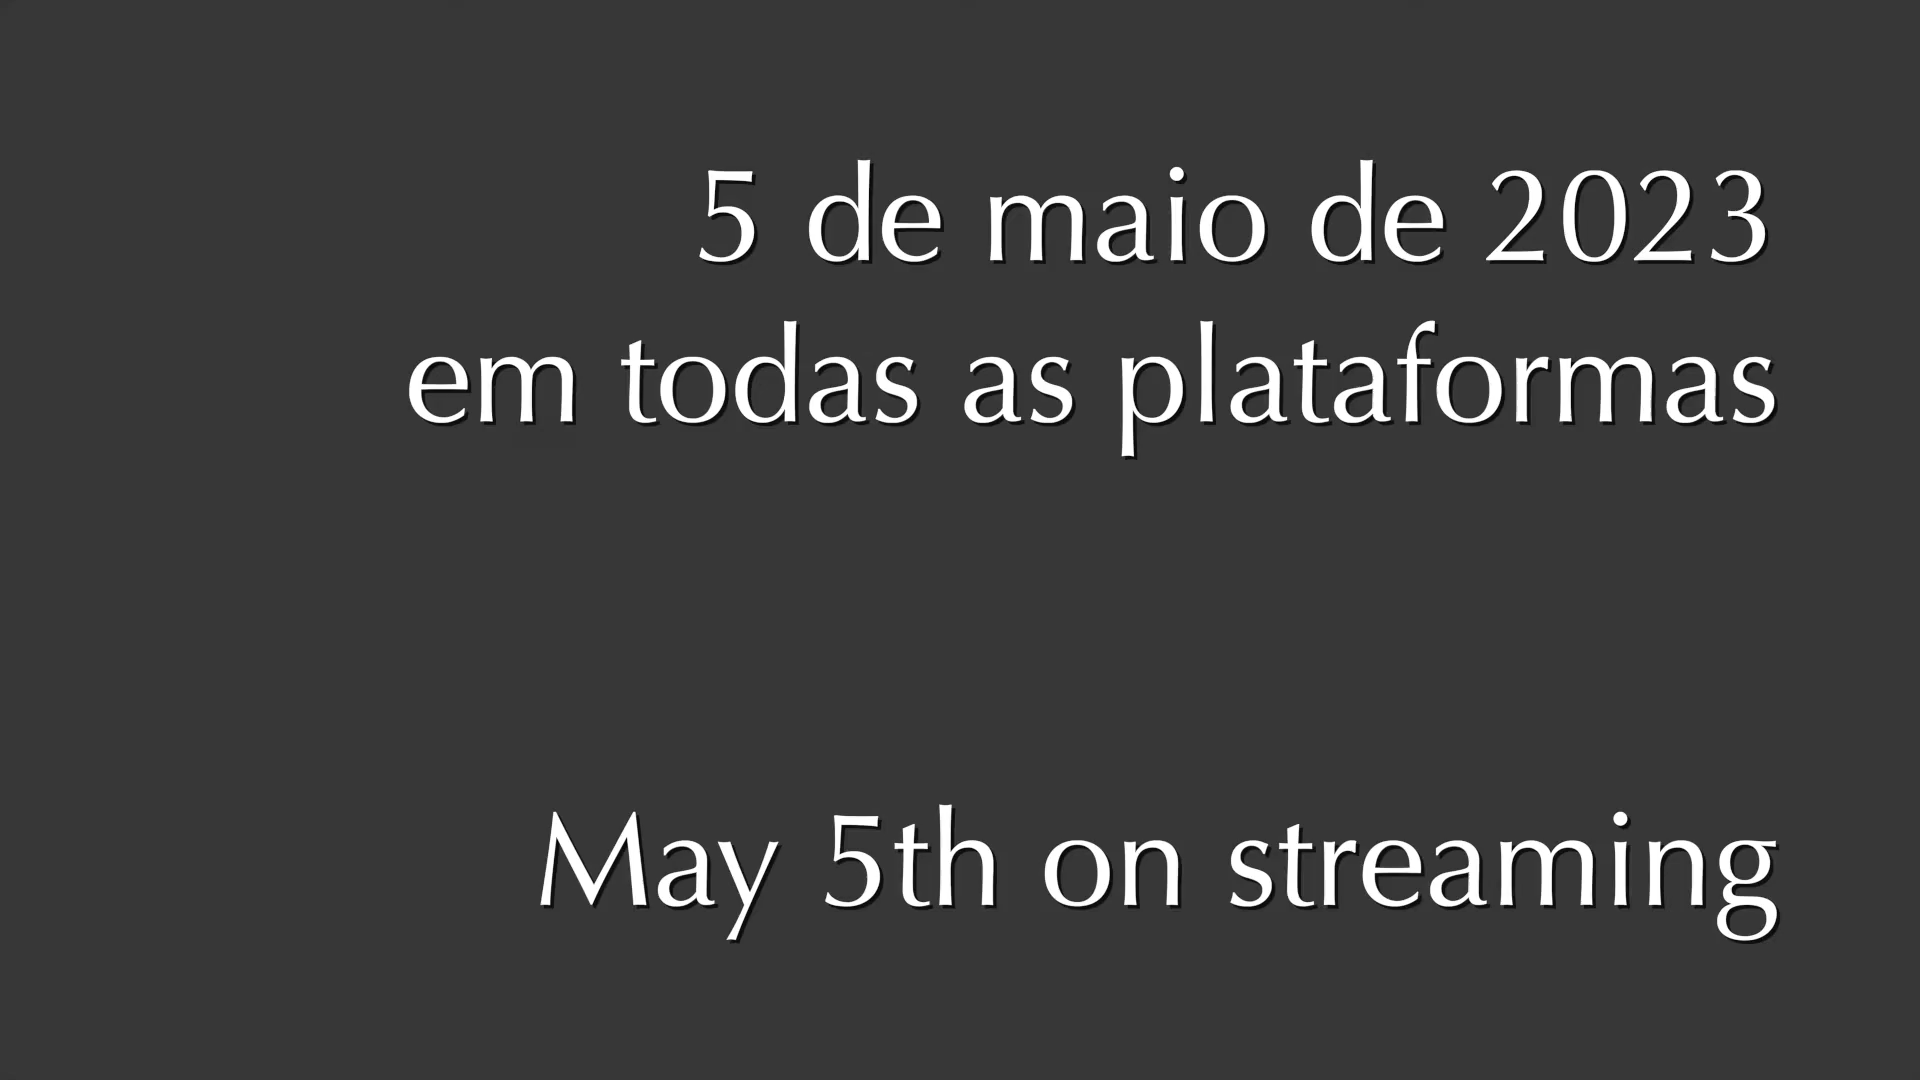 5 de maio de 2023
em todas as plataformas
May 5th on streaming